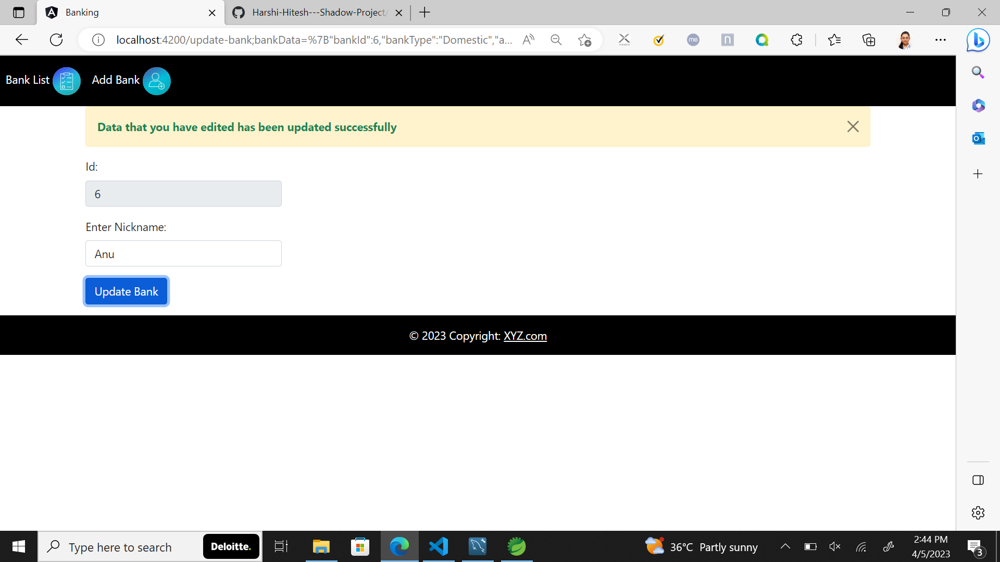 Banking
Harshi-Hitesh---Shadow-Project/
localhost:4200/update-bank;bankData=%7B"bankId":6,"bankType":"Domestic","a...
Bank List
Add Bank
Data that you have edited has been updated successfully
Id:
6
Enter Nickname:
Anu
Update Bank
© 2023 Copyright: XYZ.com
Type here to search
Deloitte.
36°C Partly sunny
2:44 PM
4/5/2023
3